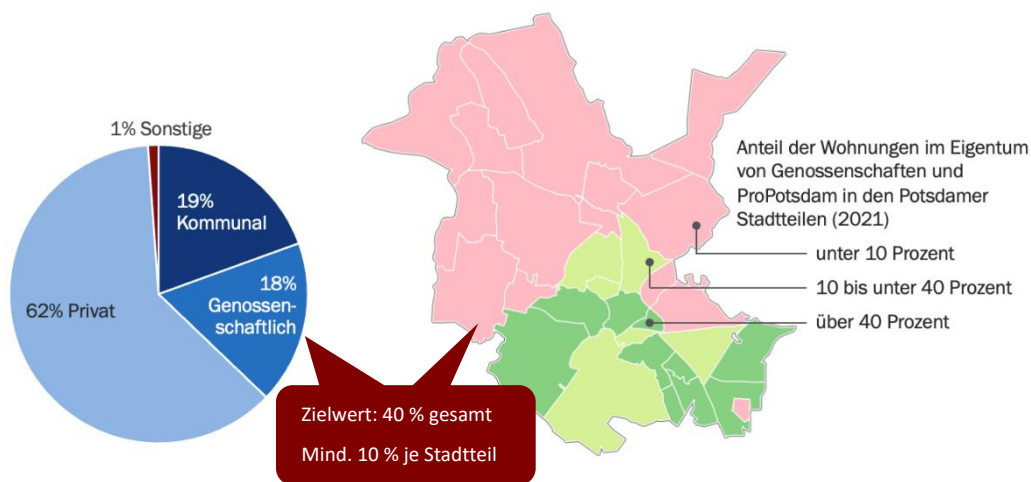 1% Sonstige
19%
Kommunal
18%
Genossen-
schaftlich
62% Privat
Zielwert: 40 % gesamt
Mind. 10 % je Stadtteil
Anteil der Wohnungen im Eigentum
von Genossenschaften und
ProPotsdam in den Potsdamer
Stadtteilen (2021)
unter 10 Prozent
10 bis unter 40 Prozent
über 40 Prozent